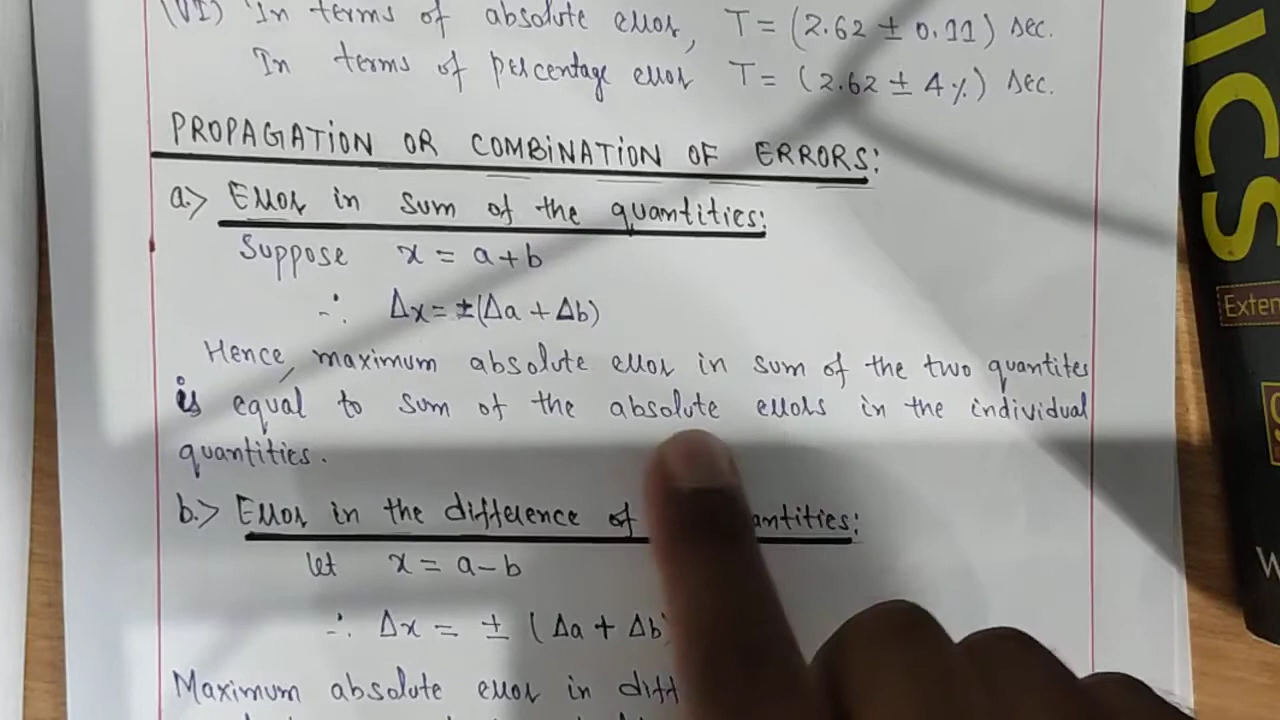 (VI) In terms of absolute error, T = (2.62 ± 0.11) sec.
In terms of percentage error T = (2.62 ± 4%) sec.
PROPAGATION OR COMBINATION OF ERRORS:
a.> Error in sum of the quantities:
Suppose x = a+b
∴ Δx = ±(Δa + Δb)
Hence, maximum absolute error in sum of the two quantites
is equal to sum of the absolute errors in the individual
quantities.
b.> Error in the difference of antities:
let x = a-b
∴ Δx = ± (Δa + Δb)
Maximum absolute error in diff
ICS
Exten